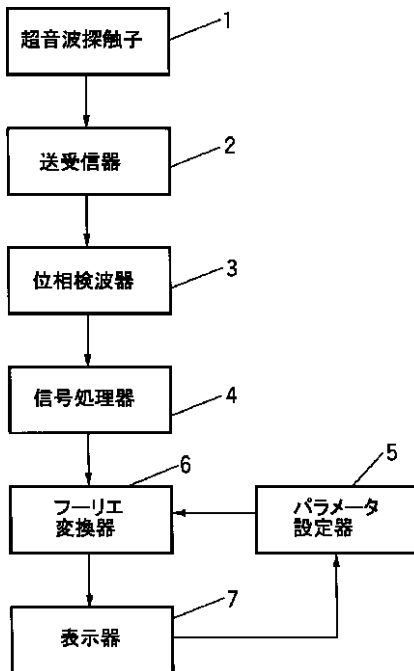 超音波探触子
1
送受信器
2
位相検波器
3
信号処理器
4
6
フーリエ
変換器
5
パラメータ
設定器
7
表示器